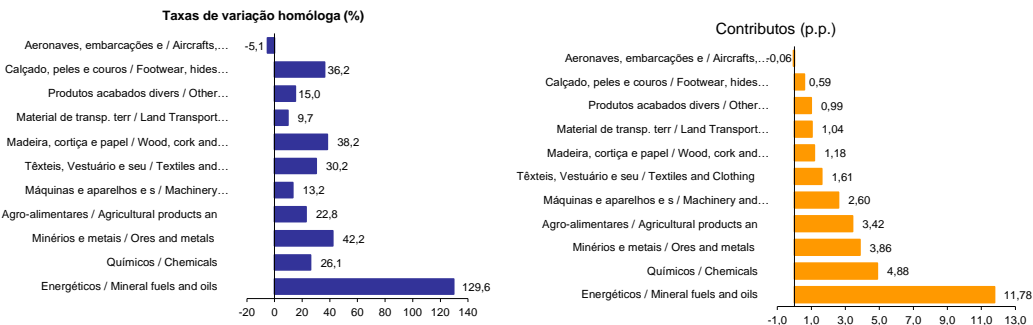 Taxas de variação homóloga (%)
Aeronaves, embarcações e / Aircrafts,… -5,1
Calçado, peles e couros / Footwear, hides… 36,2
Produtos acabados divers / Other… 15,0
Material de transp. terr / Land Transport… 9,7
Madeira, cortiça e papel / Wood, cork and… 38,2
Têxteis, Vestuário e seu / Textiles and… 30,2
Máquinas e aparelhos e s / Machinery… 13,2
Agro-alimentares / Agricultural products an 22,8
Minérios e metais / Ores and metals 42,2
Químicos / Chemicals 26,1
Energéticos / Mineral fuels and oils 129,6
-20 0 20 40 60 80 100 120 140
Contributos (p.p.)
Aeronaves, embarcações e / Aircrafts,… -0,06
Calçado, peles e couros / Footwear, hides… 0,59
Produtos acabados divers / Other… 0,99
Material de transp. terr / Land Transport… 1,04
Madeira, cortiça e papel / Wood, cork and… 1,18
Têxteis, Vestuário e seu / Textiles and Clothing 1,61
Máquinas e aparelhos e s / Machinery and… 2,60
Agro-alimentares / Agricultural products an 3,42
Minérios e metais / Ores and metals 3,86
Químicos / Chemicals 4,88
Energéticos / Mineral fuels and oils 11,78
-1,0 1,0 3,0 5,0 7,0 9,0 11,0 13,0